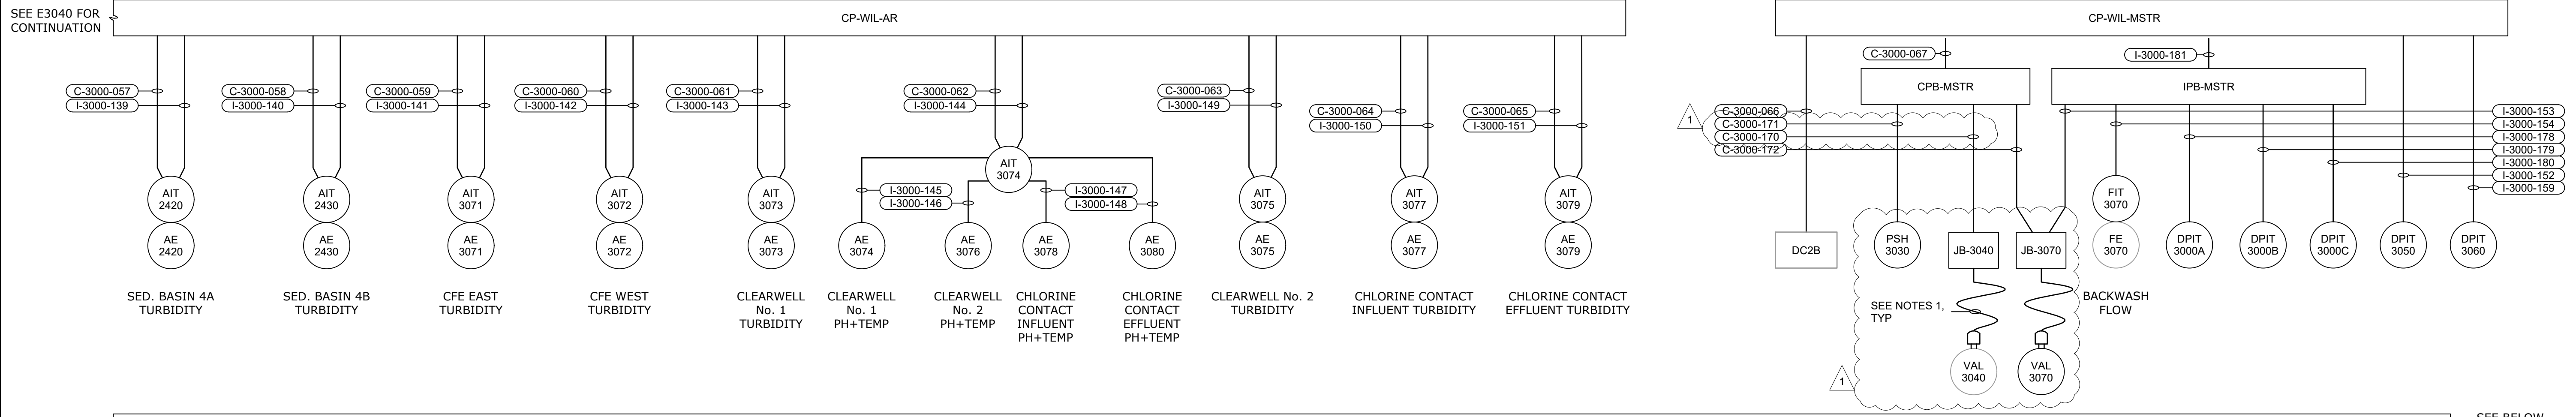 SEE E3040 FOR
CONTINUATION
CP-WIL-AR
CP-WIL-MSTR
C-3000-057
I-3000-139
C-3000-058
I-3000-140
C-3000-059
I-3000-141
C-3000-060
I-3000-142
C-3000-061
I-3000-143
C-3000-062
I-3000-144
C-3000-063
I-3000-149
C-3000-064
I-3000-150
C-3000-065
I-3000-151
C-3000-067
I-3000-181
CPB-MSTR
IPB-MSTR
1
C-3000-066
C-3000-171
C-3000-170
C-3000-172
I-3000-153
I-3000-154
I-3000-178
I-3000-179
I-3000-180
I-3000-152
I-3000-159
AIT
3074
I-3000-145
I-3000-146
I-3000-147
I-3000-148
AIT
2420
AE
2420
AIT
2430
AE
2430
AIT
3071
AE
3071
AIT
3072
AE
3072
AIT
3073
AE
3073
AE
3074
AE
3076
AE
3078
AE
3080
AIT
3075
AE
3075
AIT
3077
AE
3077
AIT
3079
AE
3079
DC2B
PSH
3030
JB-3040
JB-3070
FIT
3070
FE
3070
DPIT
3000A
DPIT
3000B
DPIT
3000C
DPIT
3050
DPIT
3060
SED. BASIN 4A
TURBIDITY
SED. BASIN 4B
TURBIDITY
CFE EAST
TURBIDITY
CFE WEST
TURBIDITY
CLEARWELL
No. 1
TURBIDITY
CLEARWELL
No. 1
PH+TEMP
CLEARWELL
No. 2
PH+TEMP
CHLORINE
CONTACT
INFLUENT
PH+TEMP
CHLORINE
CONTACT
EFFLUENT
PH+TEMP
CLEARWELL No. 2
TURBIDITY
CHLORINE CONTACT
INFLUENT TURBIDITY
CHLORINE CONTACT
EFFLUENT TURBIDITY
SEE NOTES 1,
TYP
BACKWASH
FLOW
VAL
3040
VAL
3070
1
SEE BELOW